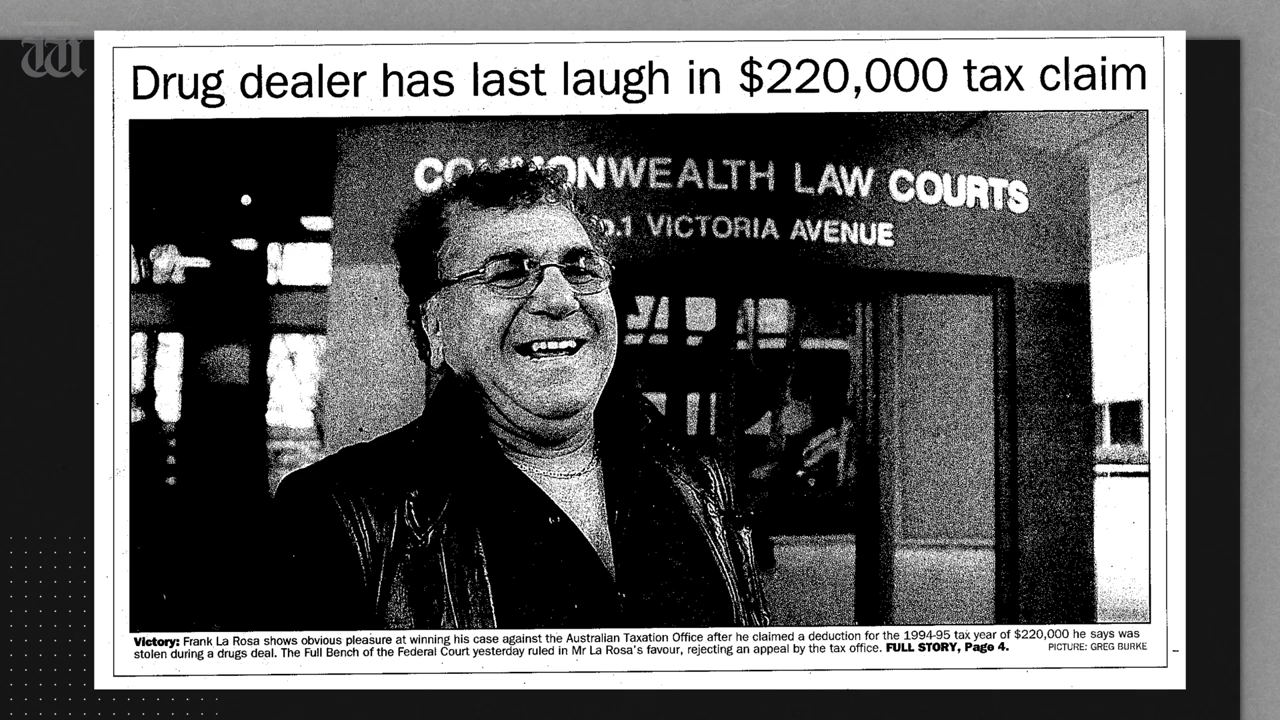 W
Drug dealer has last laugh in $220,000 tax claim
COMMONWEALTH LAW COURTS
No.1 VICTORIA AVENUE
Victory: Frank La Rosa shows obvious pleasure at winning his case against the Australian Taxation Office after he claimed a deduction for the 1994-95 tax year of $220,000 he says was
stolen during a drugs deal. The Full Bench of the Federal Court yesterday ruled in Mr La Rosa's favour, rejecting an appeal by the tax office. FULL STORY, Page 4. PICTURE: GREG BURKE